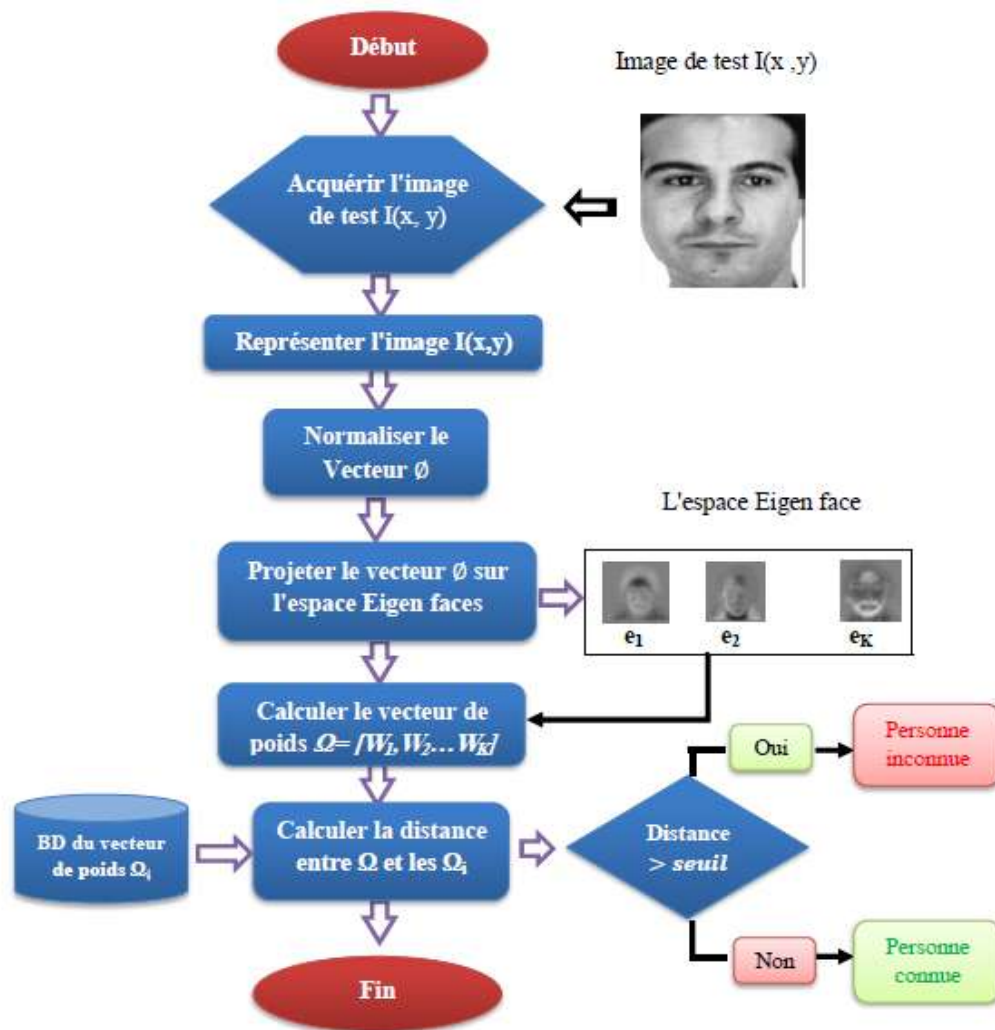 Début
Image de test I(x ,y)
Acquérir l'image
de test I(x, y)
Représenter l'image I(x,y)
Normaliser le
Vecteur ∅
L'espace Eigen face
Projeter le vecteur ∅ sur
l'espace Eigen faces
e₁ e₂ e_K
Calculer le vecteur de
poids Ω= [W₁, W₂… W_K]
Oui
Personne
inconnue
BD du vecteur
de poids Ωᵢ
Calculer la distance
entre Ω et les Ωᵢ
Distance
> seuil
Non
Personne
connue
Fin